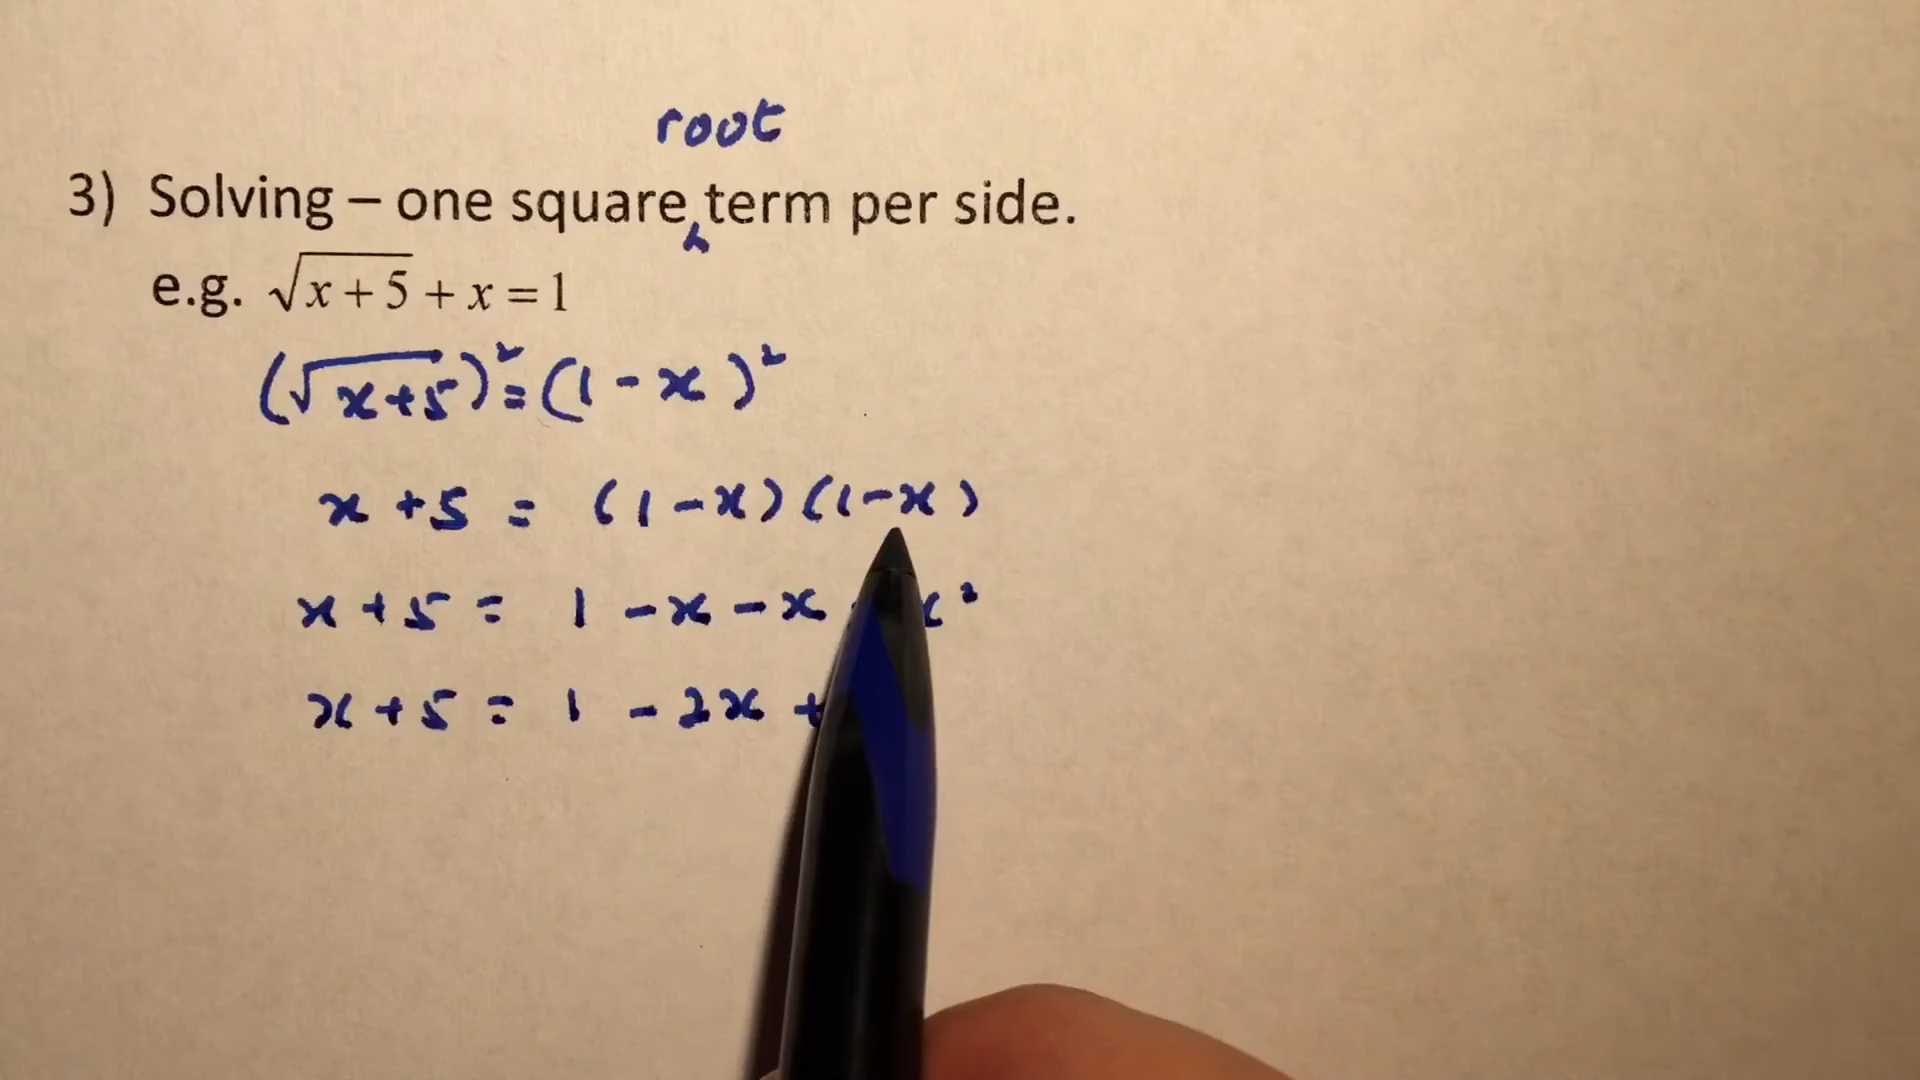 root
3) Solving – one square term per side.
e.g. √x+5 + x = 1
(√x+5)² = (1 - x)²
x + 5 = (1 - x)(1 - x)
x + 5 = 1 - x - x x²
x + 5 = 1 - 2x +